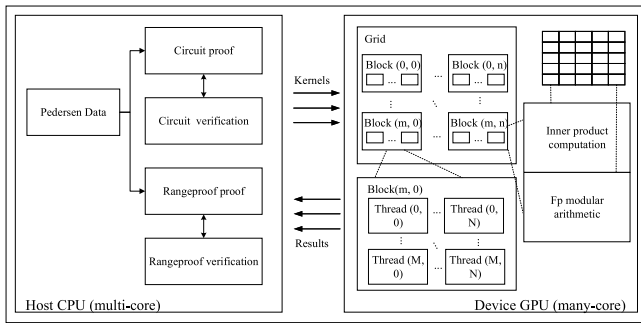 Pedersen Data
Circuit proof
Circuit verification
Rangeproof proof
Rangeproof verification
Host CPU (multi-core)
Kernels
Results
Grid
Block (0, 0)
...
...
Block (0, n)
...
...
Block (m, 0)
...
...
Block (m, n)
...
Block(m, 0)
Thread (0,
0)
...
Thread (0,
N)
Thread (M,
0)
...
Thread (M,
N)
Inner product
computation
Fp modular
arithmetic
Device GPU (many-core)